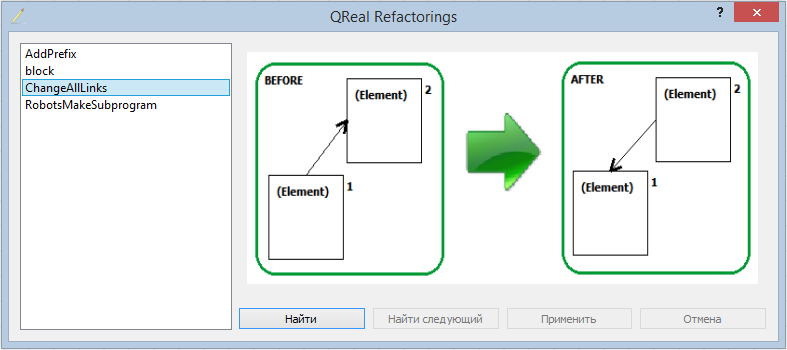 QReal Refactorings
?
AddPrefix
block
ChangeAllLinks
RobotsMakeSubprogram
BEFORE
(Element)
2
(Element)
1
AFTER
(Element)
2
(Element)
1
Найти
Найти следующий
Применить
Отмена